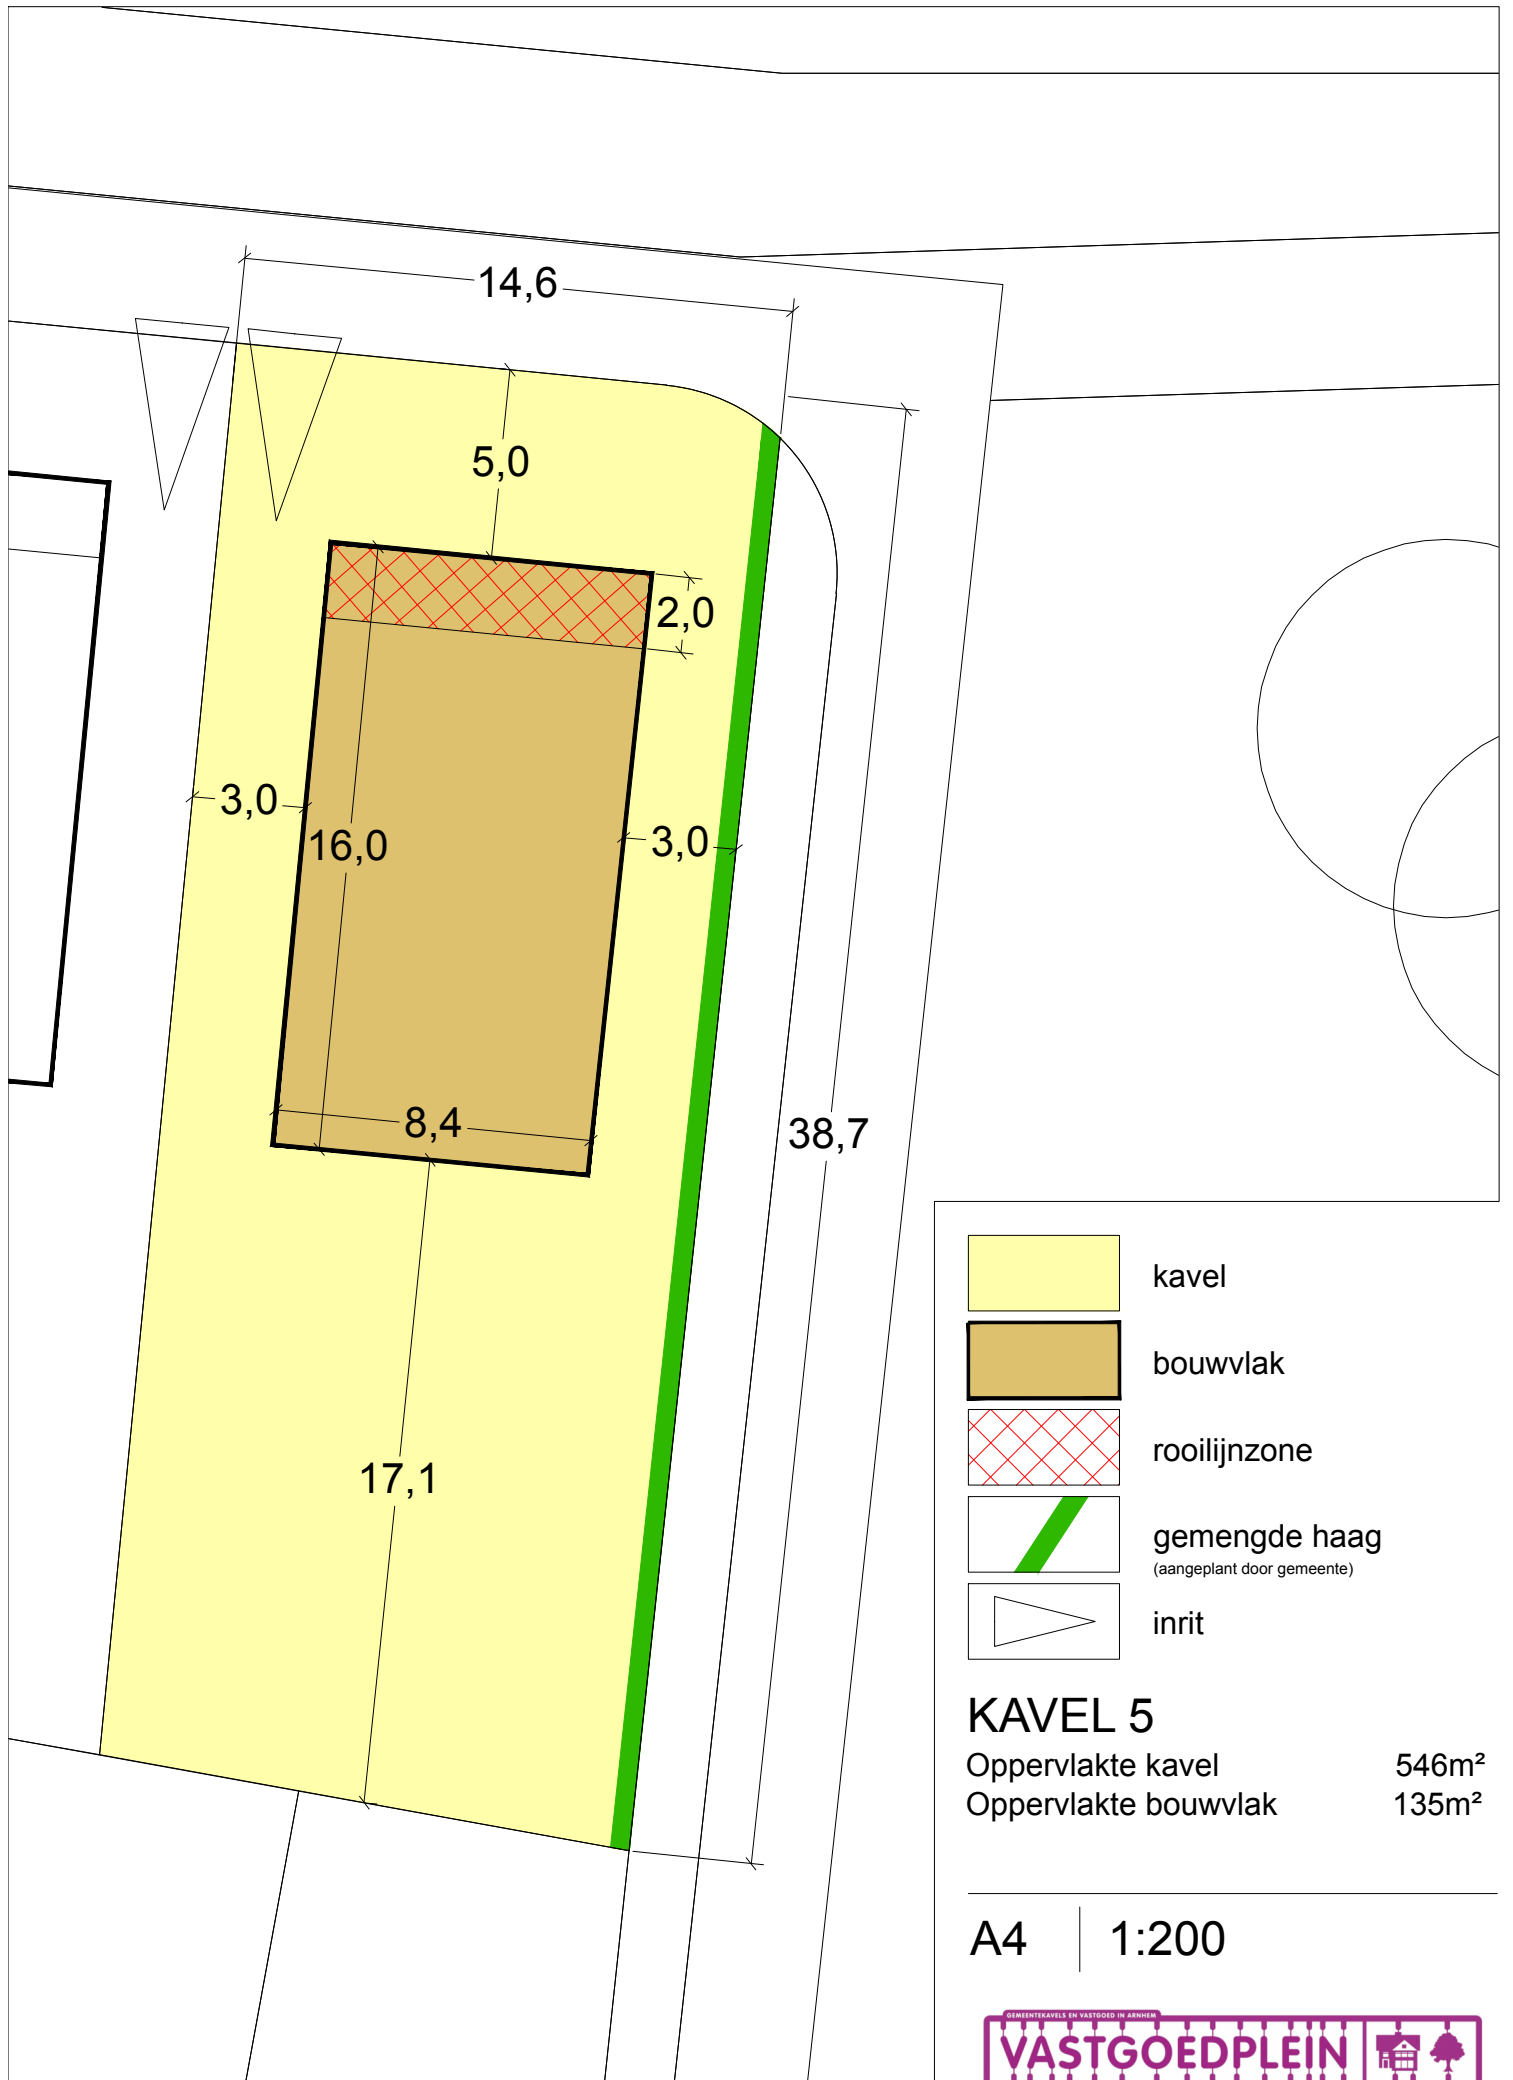 14,6
5,0
2,0
3,0
16,0
3,0
8,4
38,7
17,1
kavel
bouwvlak
rooilijnzone
gemengde haag
(aangeplant door gemeente)
inrit
KAVEL 5
Oppervlakte kavel 546m²
Oppervlakte bouwvlak 135m²
A4 1:200
GEMEENTEKAVELS EN VASTGOED IN ARNHEM
VASTGOEDPLEIN